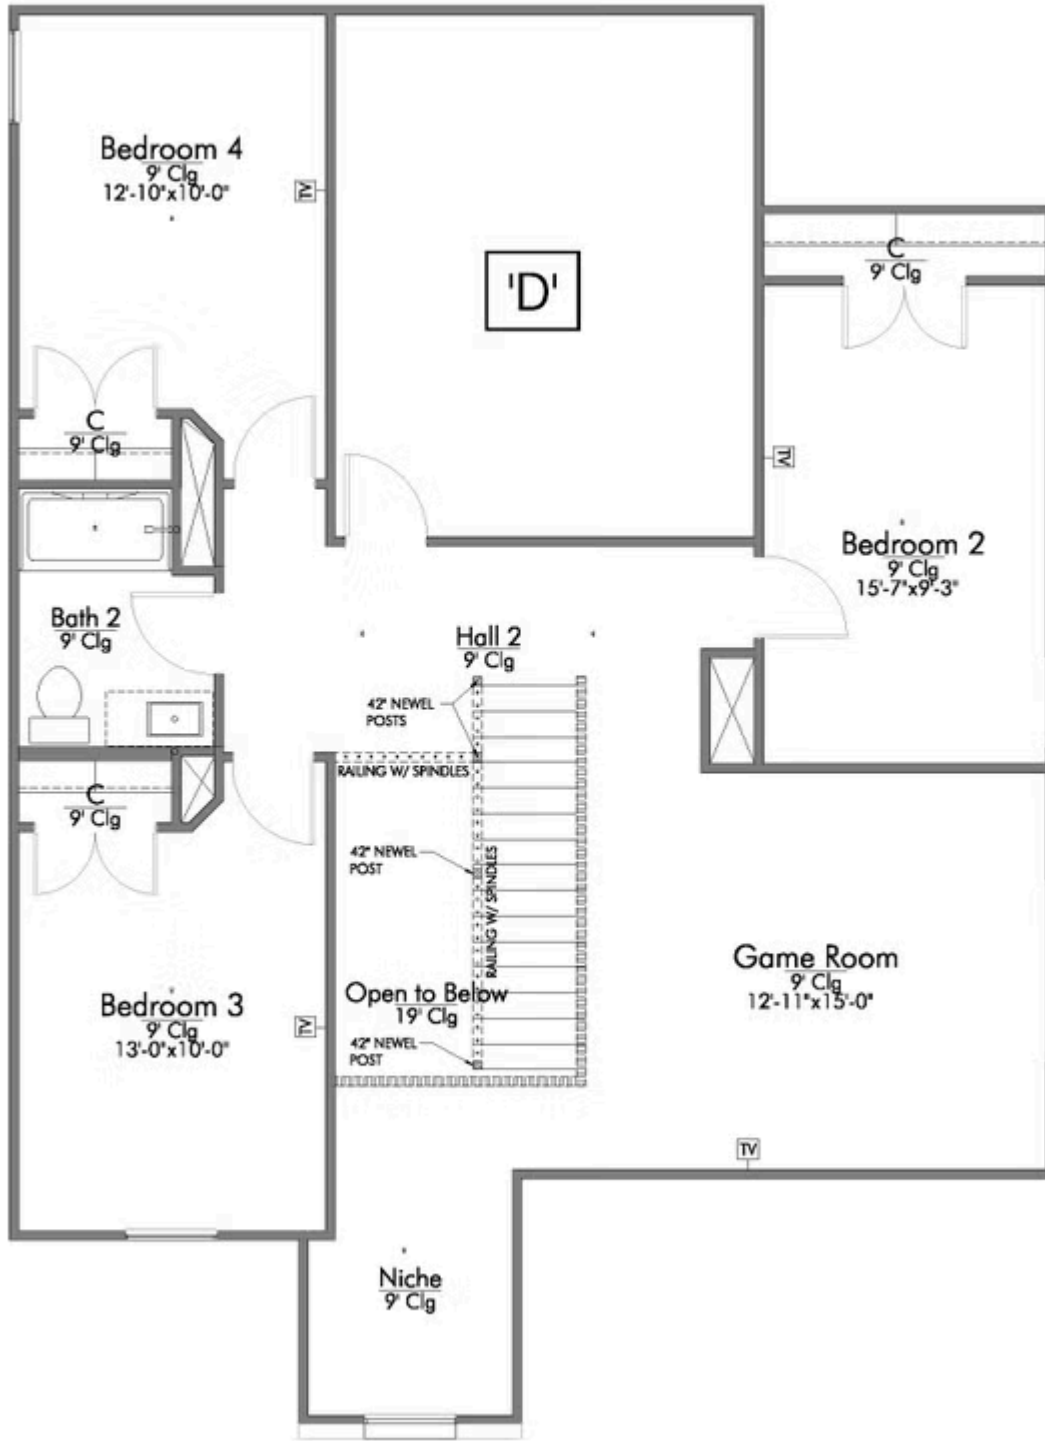 Bedroom 4
9' Clg
12'-10"x10'-0"
TV
'D'
C
9' Clg
C
9' Clg
TV
Bedroom 2
9' Clg
15'-7"x9'-3"
Bath 2
9' Clg
Hall 2
9' Clg
42" NEWEL
POSTS
RAILING W/ SPINDLES
C
9' Clg
42" NEWEL
POST
RAILING W/ SPINDLES
Game Room
9' Clg
12'-11"x15'-0"
Bedroom 3
9' Clg
13'-0"x10'-0"
TV
Open to Below
19' Clg
42" NEWEL
POST
TV
Niche
9' Clg